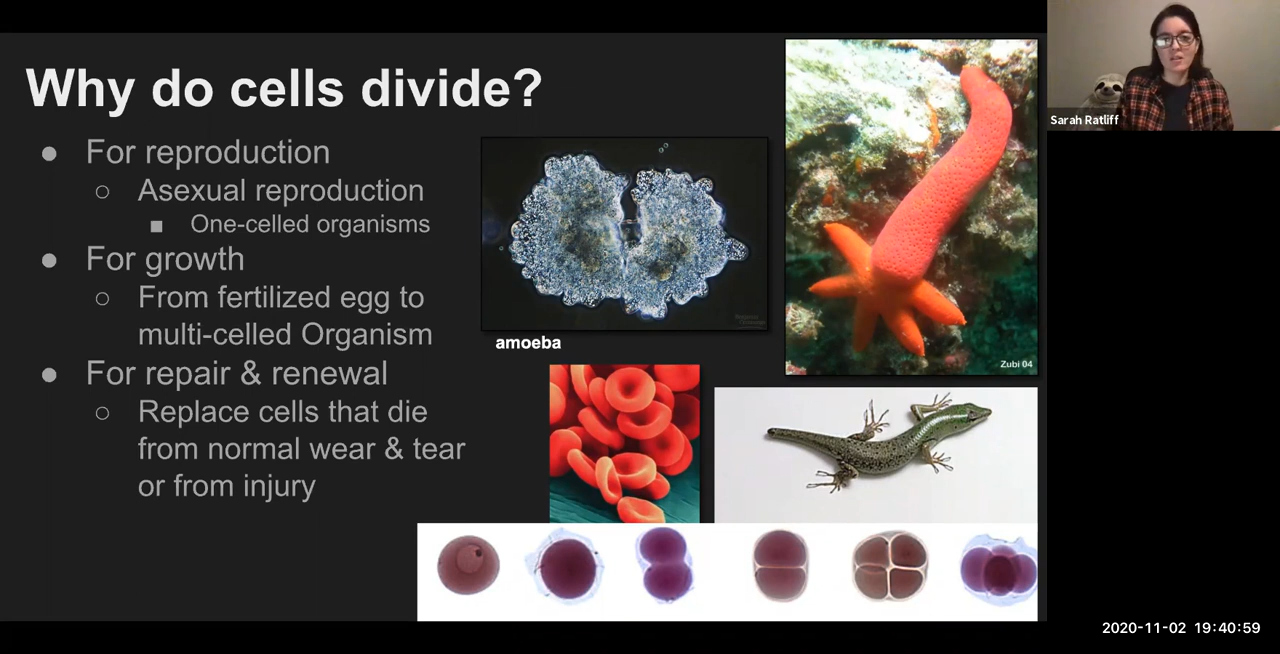 Why do cells divide?
● For reproduction
○ Asexual reproduction
■ One-celled organisms
● For growth
○ From fertilized egg to
multi-celled Organism
● For repair & renewal
○ Replace cells that die
from normal wear & tear
or from injury
amoeba
Zubi 04
Sarah Ratliff
2020-11-02 19:40:59